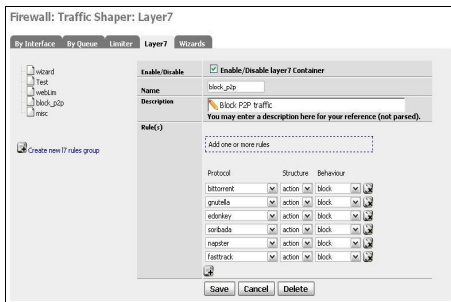 Firewall: Traffic Shaper: Layer7
By Interface By Queue Limiter Layer7 Wizards
wizard
Test
webLim
block_p2p
misc
Create new l7 rules group
Enable/Disable
Enable/Disable layer7 Container
Name
block_p2p
Description
Block P2P traffic
You may enter a description here for your reference (not parsed).
Rule(s)
Add one or more rules
Protocol Structure Behaviour
bittorrent action block
gnutella action block
edonkey action block
soribada action block
napster action block
fasttrack action block
Save Cancel Delete